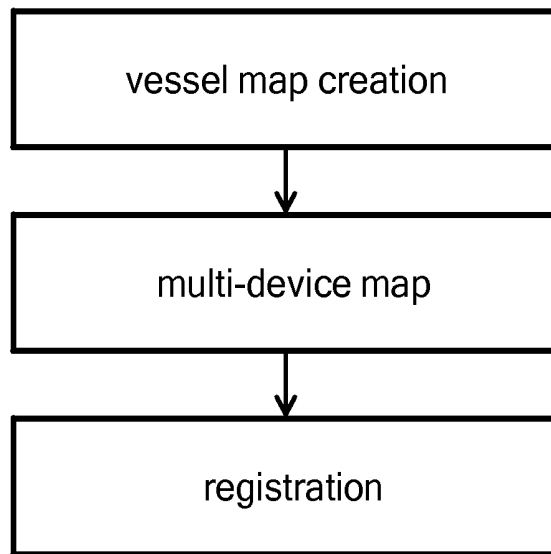 vessel map creation
multi-device map
registration